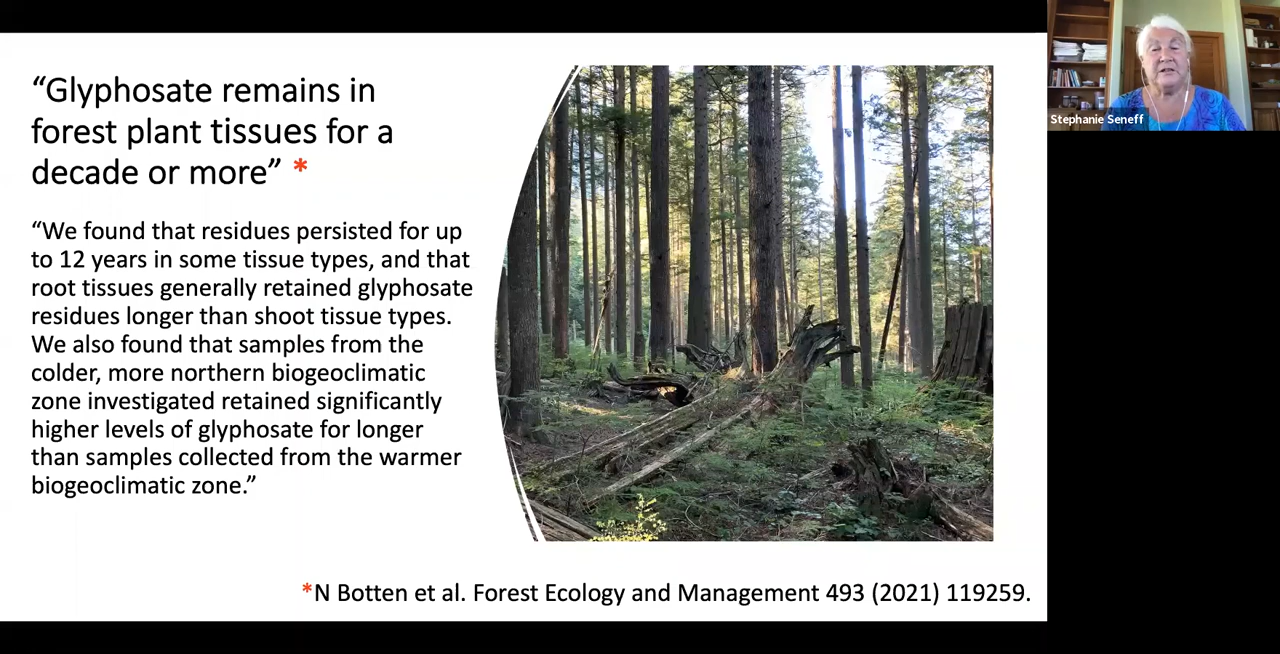 “Glyphosate remains in
forest plant tissues for a
decade or more” *
“We found that residues persisted for up
to 12 years in some tissue types, and that
root tissues generally retained glyphosate
residues longer than shoot tissue types.
We also found that samples from the
colder, more northern biogeoclimatic
zone investigated retained significantly
higher levels of glyphosate for longer
than samples collected from the warmer
biogeoclimatic zone.”
*N Botten et al. Forest Ecology and Management 493 (2021) 119259.
Stephanie Seneff